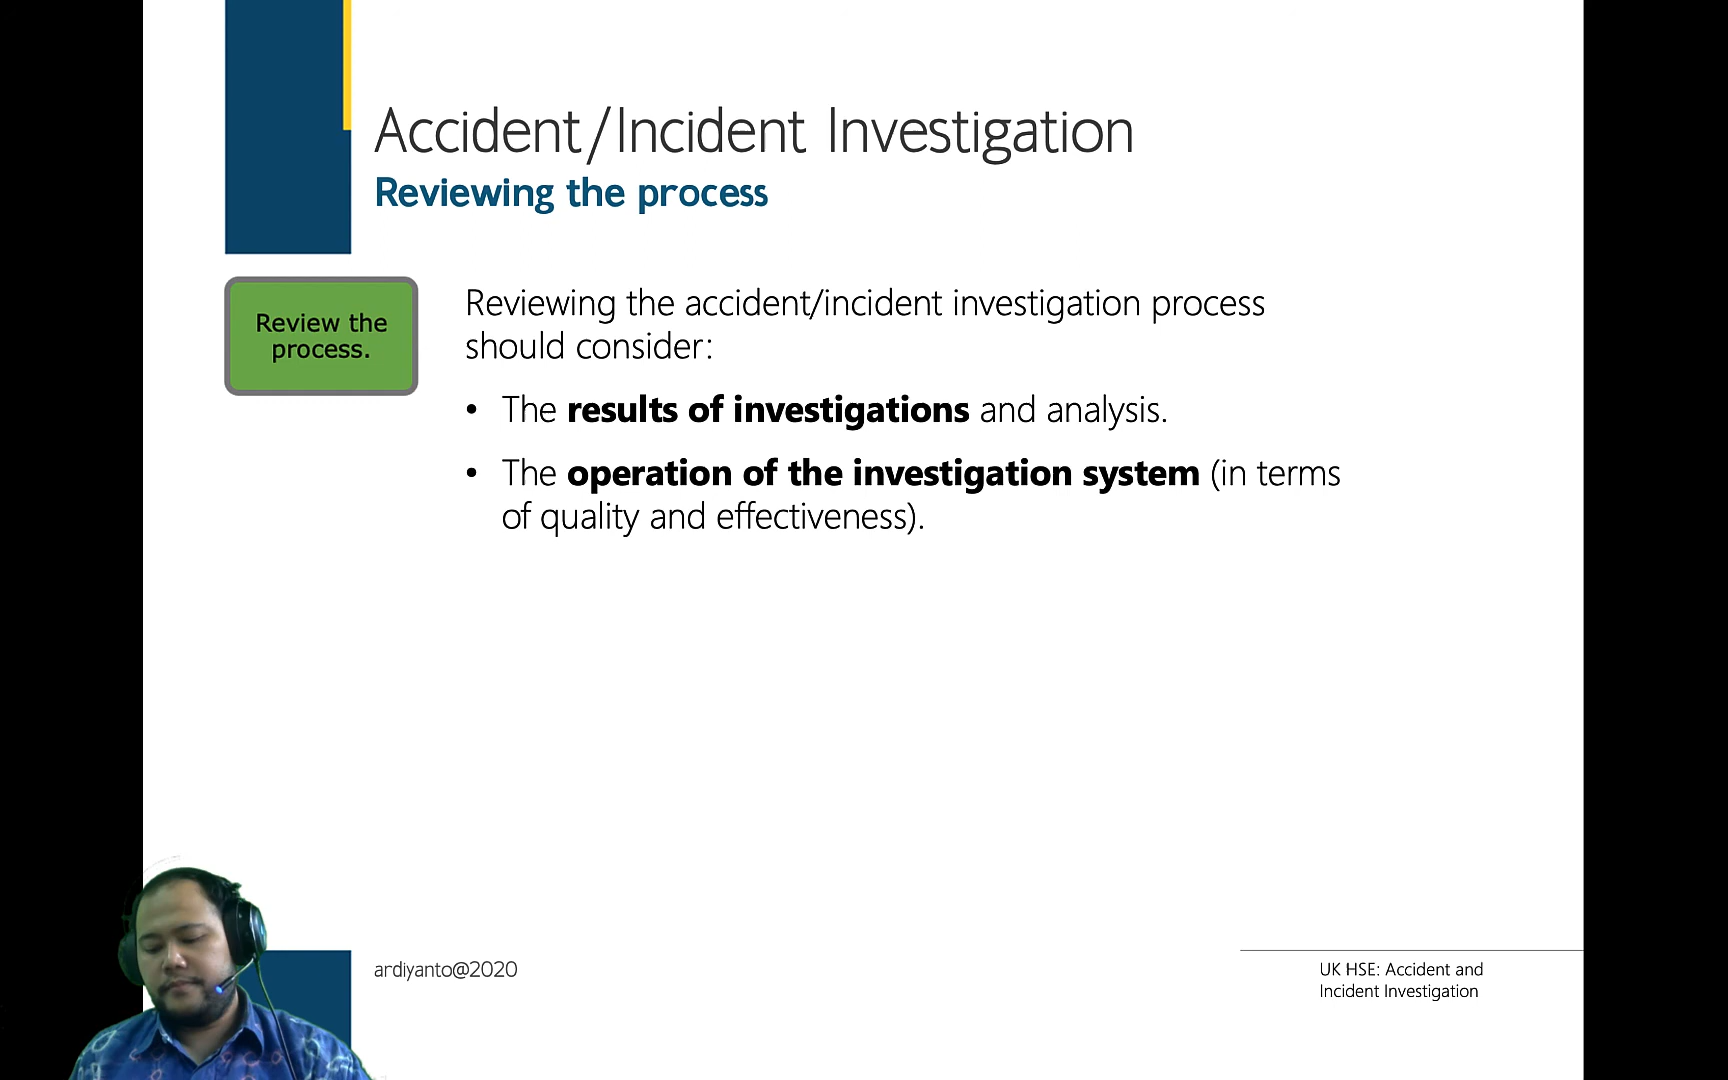 Accident/Incident Investigation
Reviewing the process
Review the
process.
Reviewing the accident/incident investigation process
should consider:
• The results of investigations and analysis.
• The operation of the investigation system (in terms
of quality and effectiveness).
ardiyanto@2020
UK HSE: Accident and
Incident Investigation